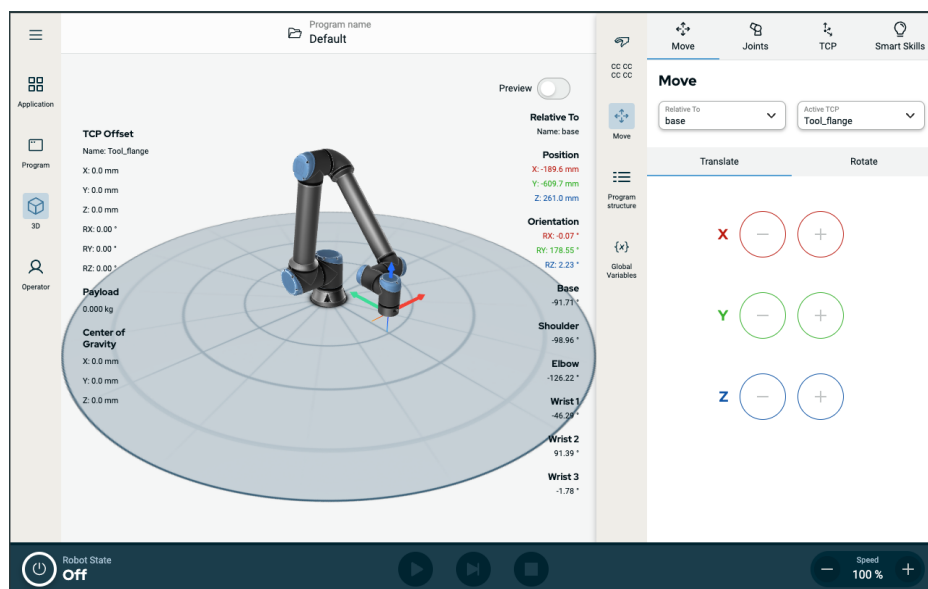 Program name
Default
Application
Program
3D
Operator
Preview
TCP Offset
Name: Tool_flange
X: 0.0 mm
Y: 0.0 mm
Z: 0.0 mm
RX: 0.00 °
RY: 0.00 °
RZ: 0.00 °
Payload
0.000 kg
Center of
Gravity
X: 0.0 mm
Y: 0.0 mm
Z: 0.0 mm
Relative To
Name: base
Position
X: -189.6 mm
Y: -609.7 mm
Z: 261.0 mm
Orientation
RX: -0.07 °
RY: 178.55 °
RZ: 2.23 °
Base
-91.71 °
Shoulder
-98.96 °
Elbow
-126.22 °
Wrist 1
-46.29 °
Wrist 2
91.39 °
Wrist 3
-1.78 °
CC CC
CC CC
Move
Program
structure
{x}
Global
Variables
Move
Joints
TCP
Smart Skills
Move
Relative To
base
Active TCP
Tool_flange
Translate
Rotate
X − +
Y − +
Z − +
Robot State
Off
Speed
− 100 % +